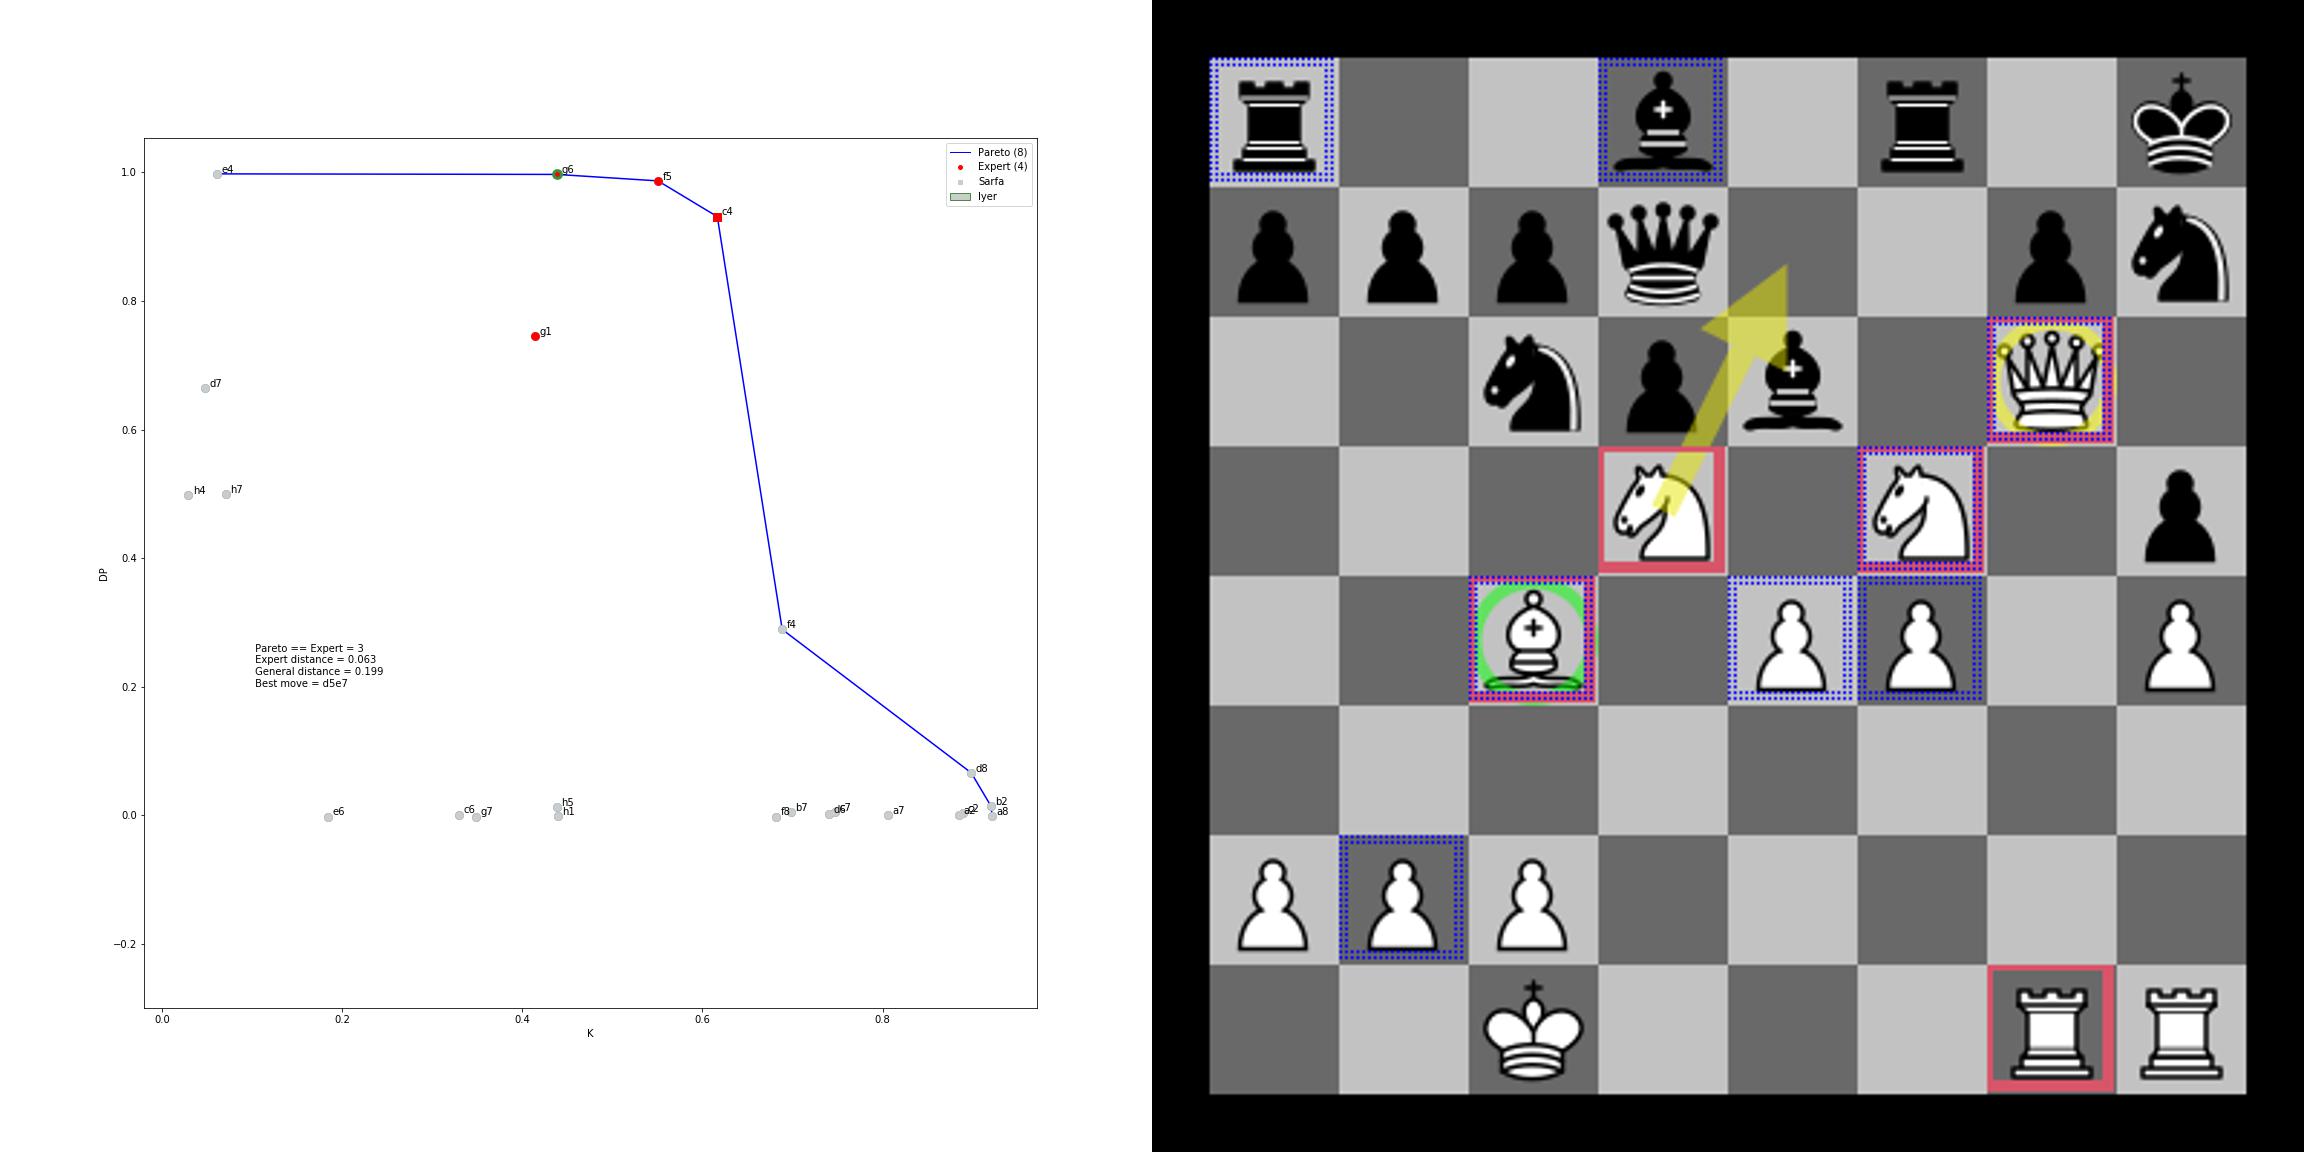 Pareto (8)
Expert (4)
Sarfa
Iyer
1.0
0.8
0.6
0.4
0.2
0.0
−0.2
DP
e4
g6
f5
c4
g1
d7
h4
h7
f4
Pareto == Expert = 3
Expert distance = 0.063
General distance = 0.199
Best move = d5e7
d8
b2
a8
e6
c6
g7
h5
h1
f8
b7
d6
c7
a7
a2
c2
0.0
0.2
0.4
0.6
0.8
K